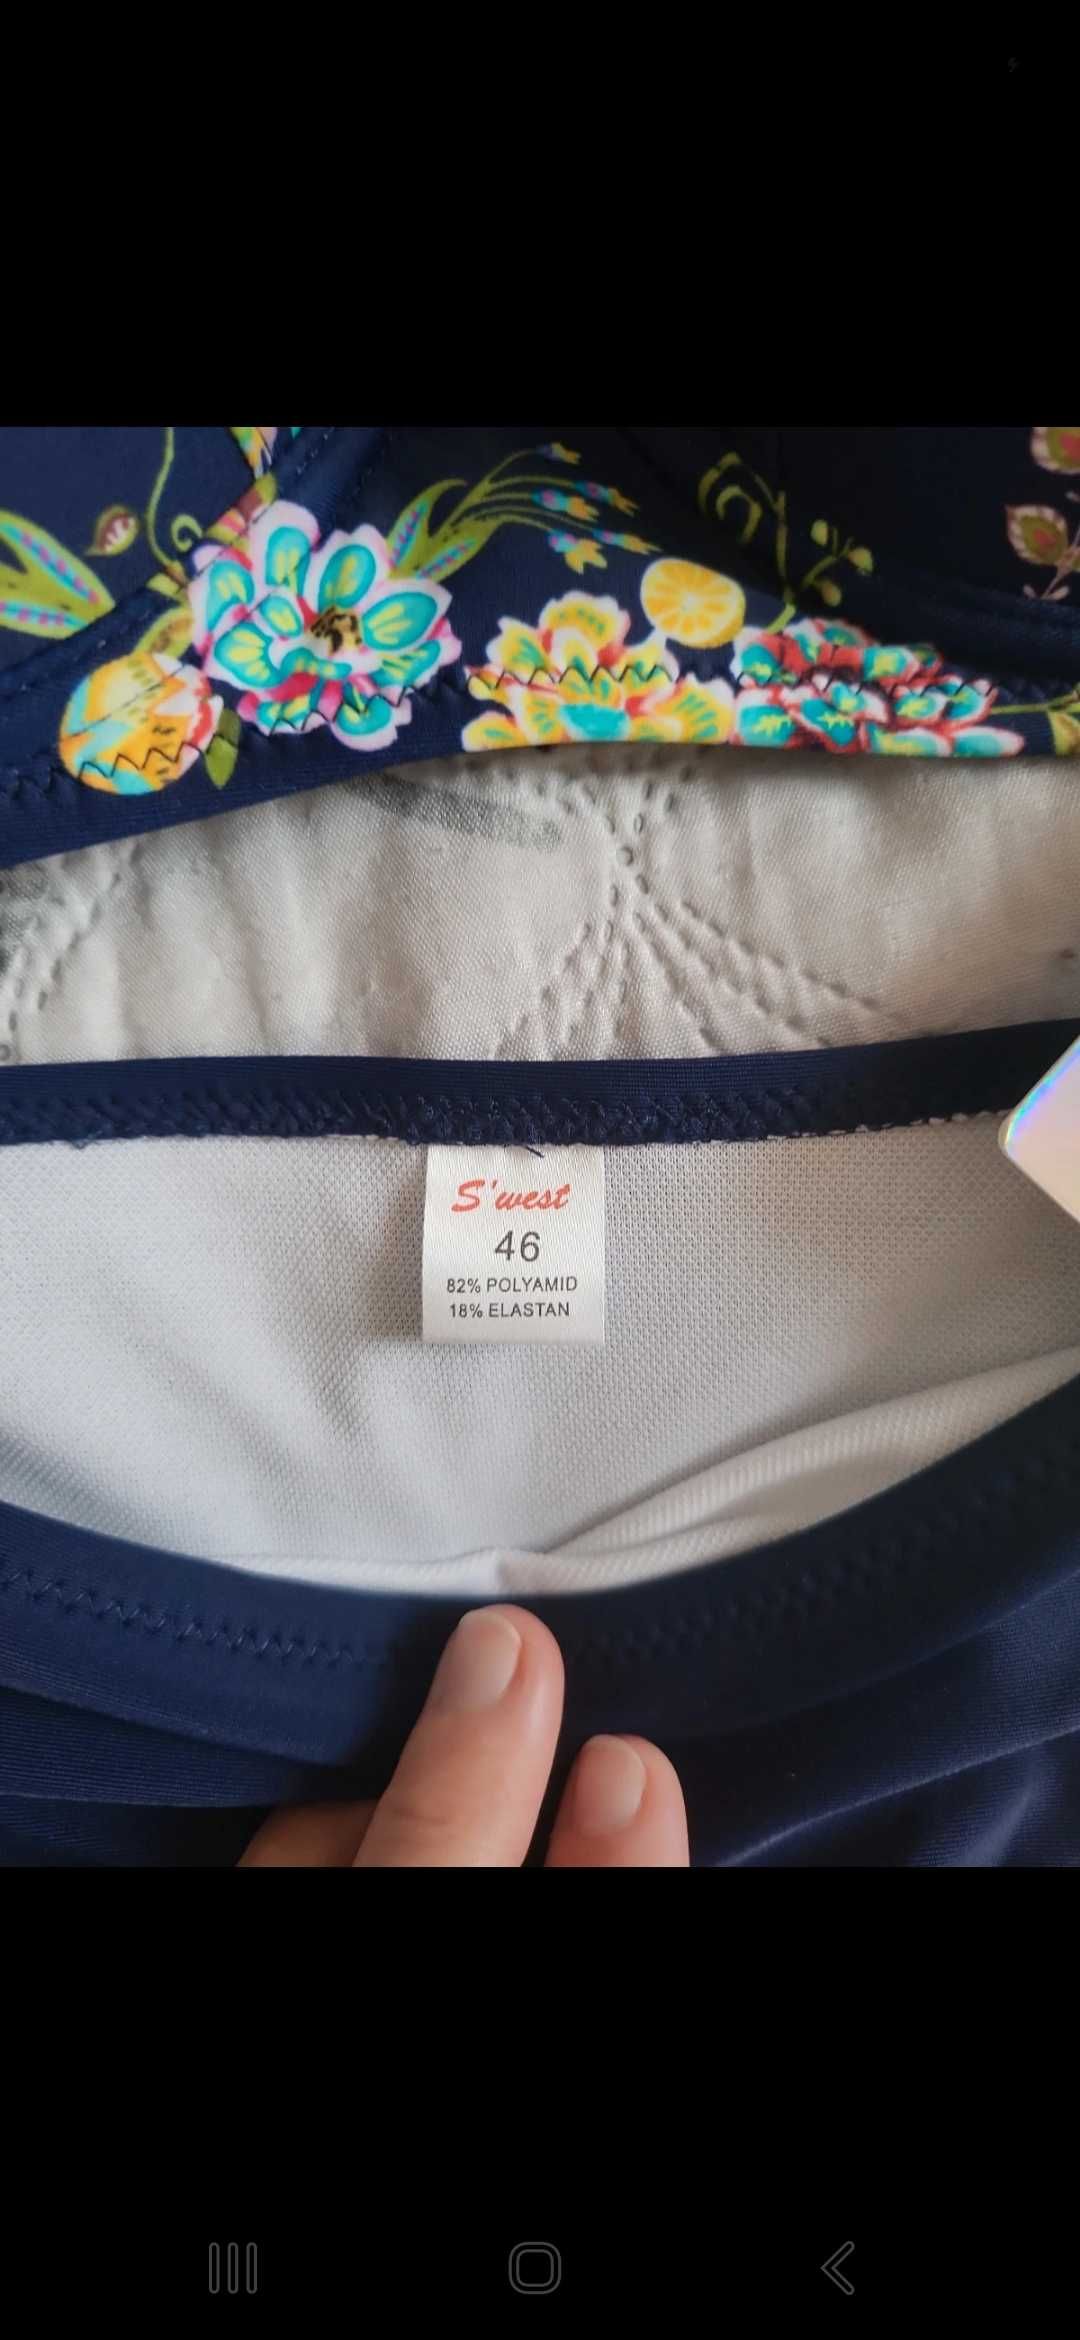 S'west
46
82% POLYAMID
18% ELASTAN